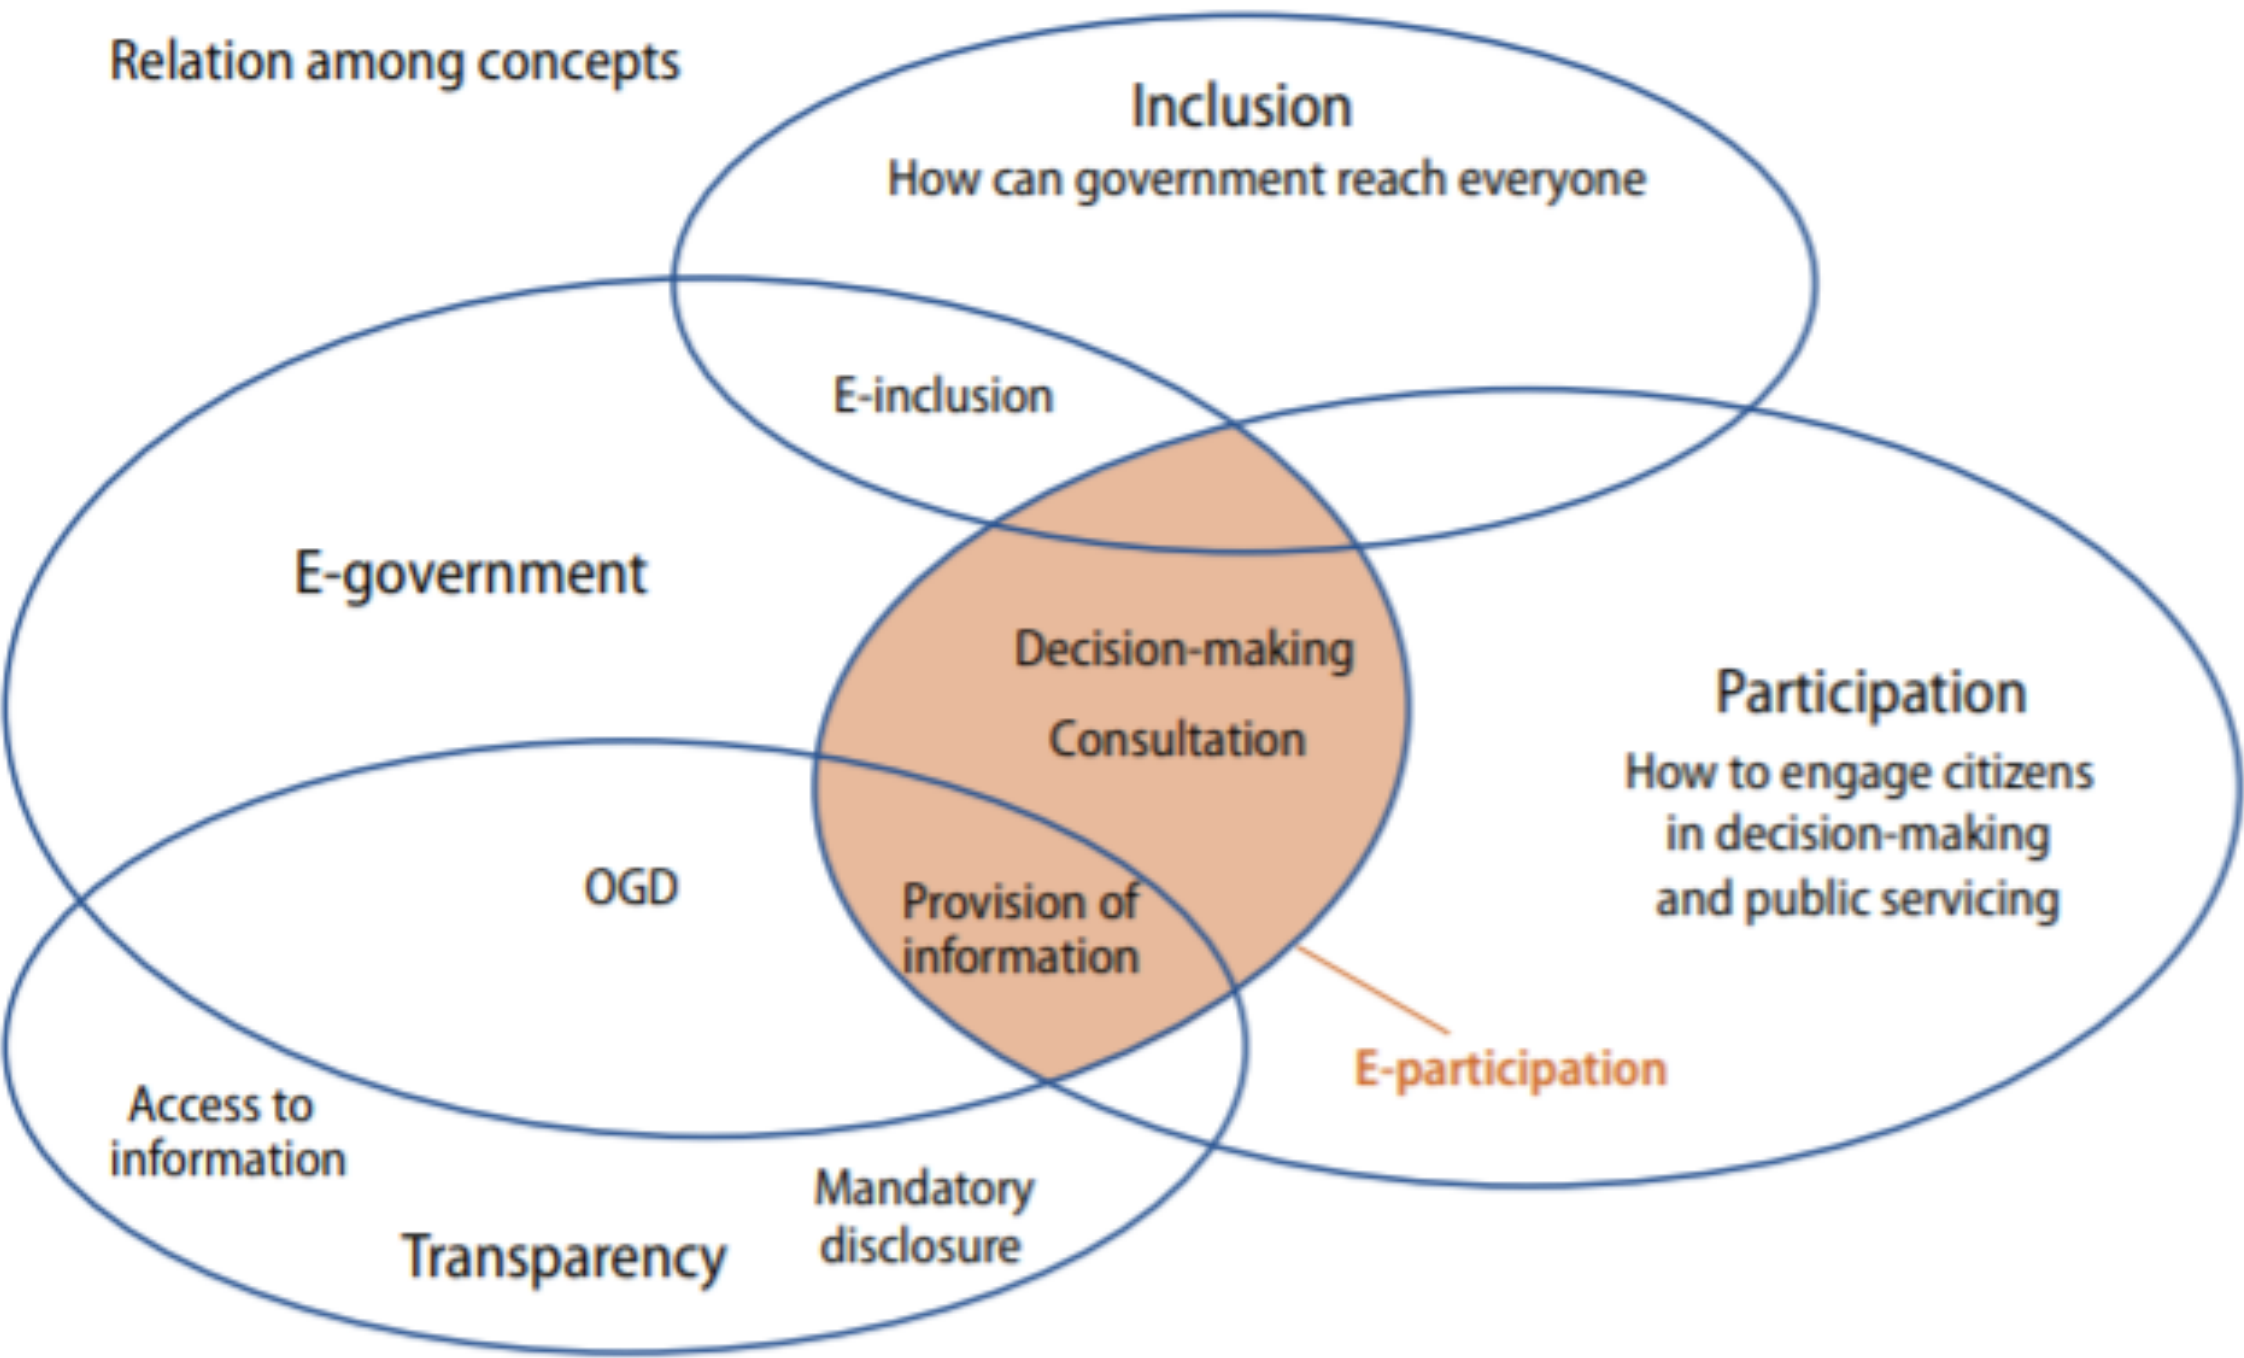 Relation among concepts
Inclusion
How can government reach everyone
E-inclusion
E-government
Decision-making
Consultation
Participation
How to engage citizens
in decision-making
and public servicing
OGD
Provision of
information
E-participation
Access to
information
Mandatory
disclosure
Transparency